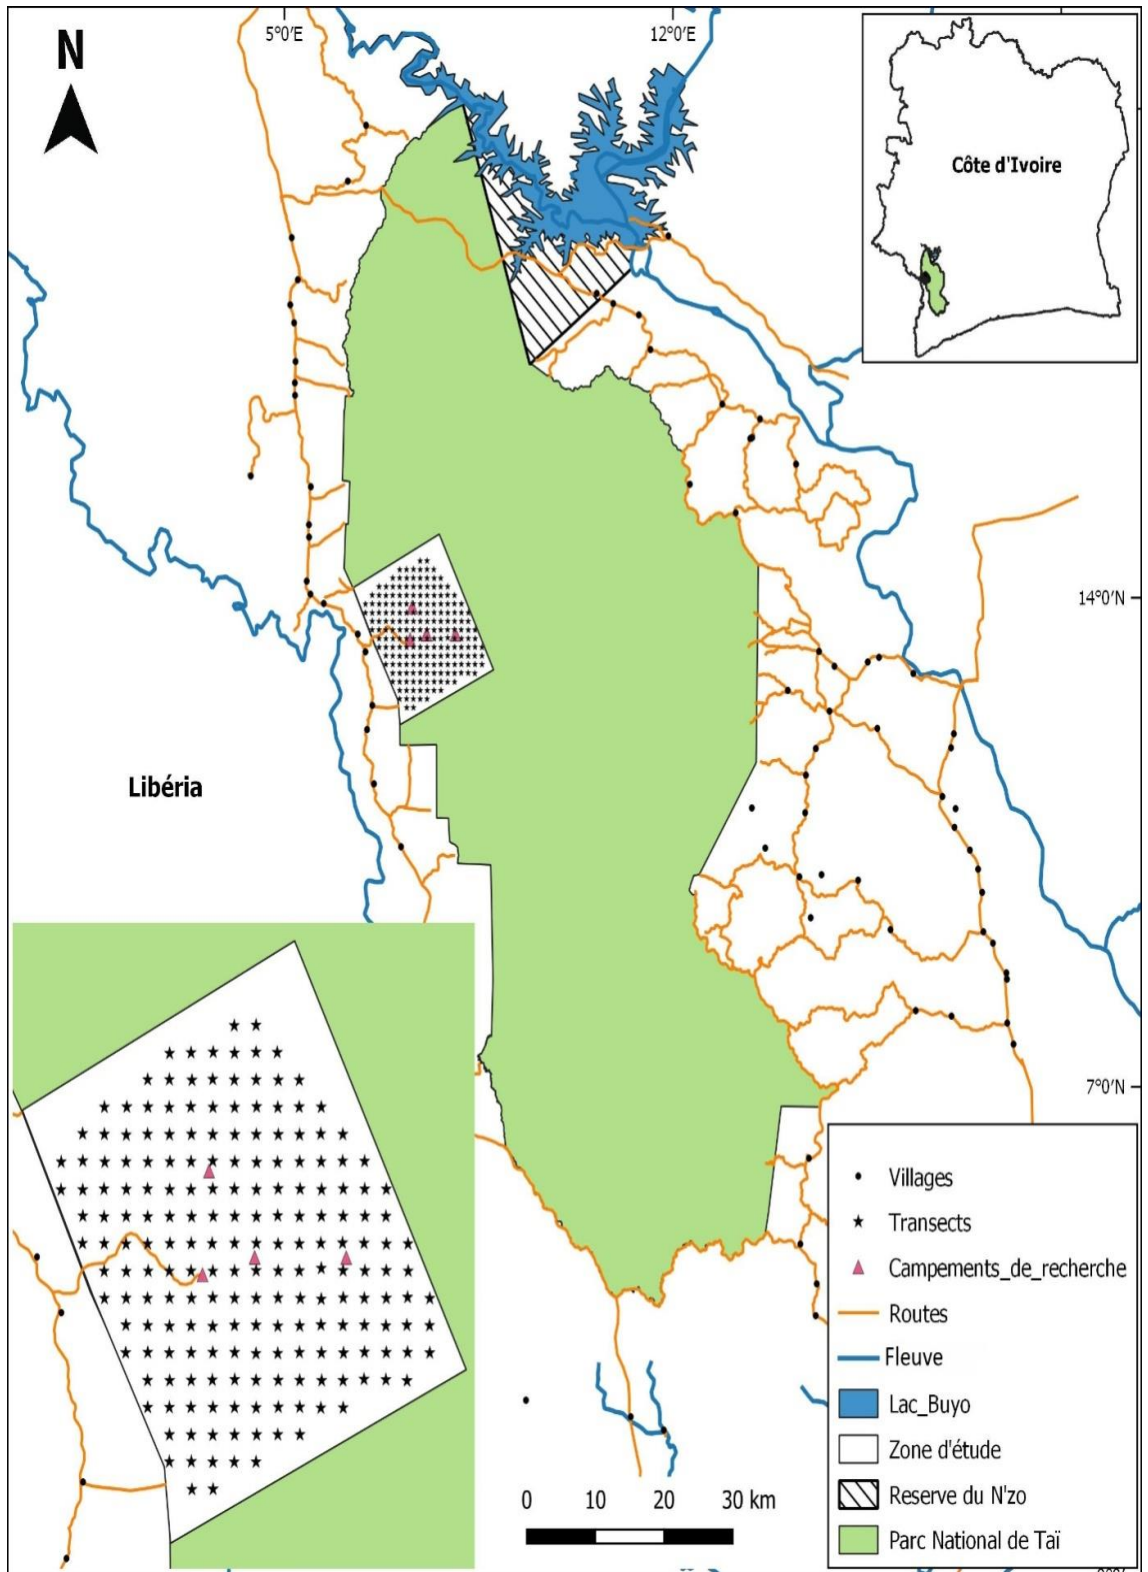 5°0'E
12°0'E
N
Côte d'Ivoire
14°0'N
Libéria
7°0'N
Villages
Transects
Campements_de_recherche
Routes
Fleuve
Lac_Buyo
Zone d'étude
Reserve du N'zo
Parc National de Taï
0 10 20 30 km